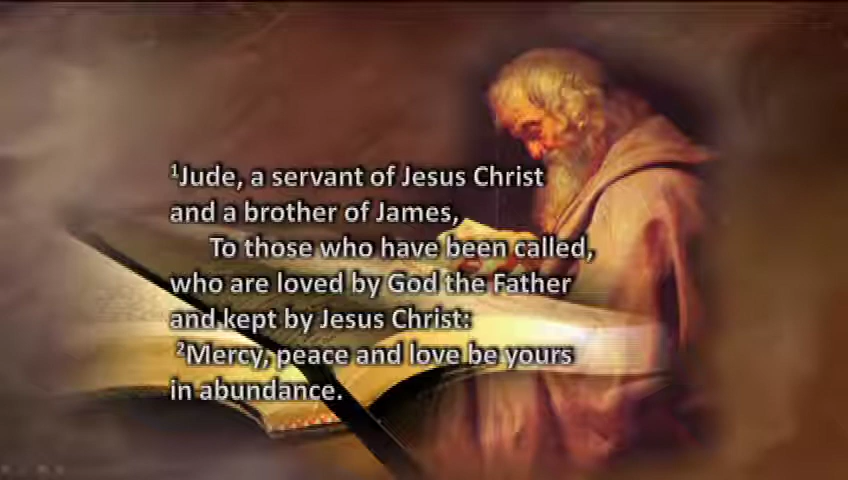 ¹Jude, a servant of Jesus Christ
and a brother of James,
To those who have been called,
who are loved by God the Father
and kept by Jesus Christ:
²Mercy, peace and love be yours
in abundance.